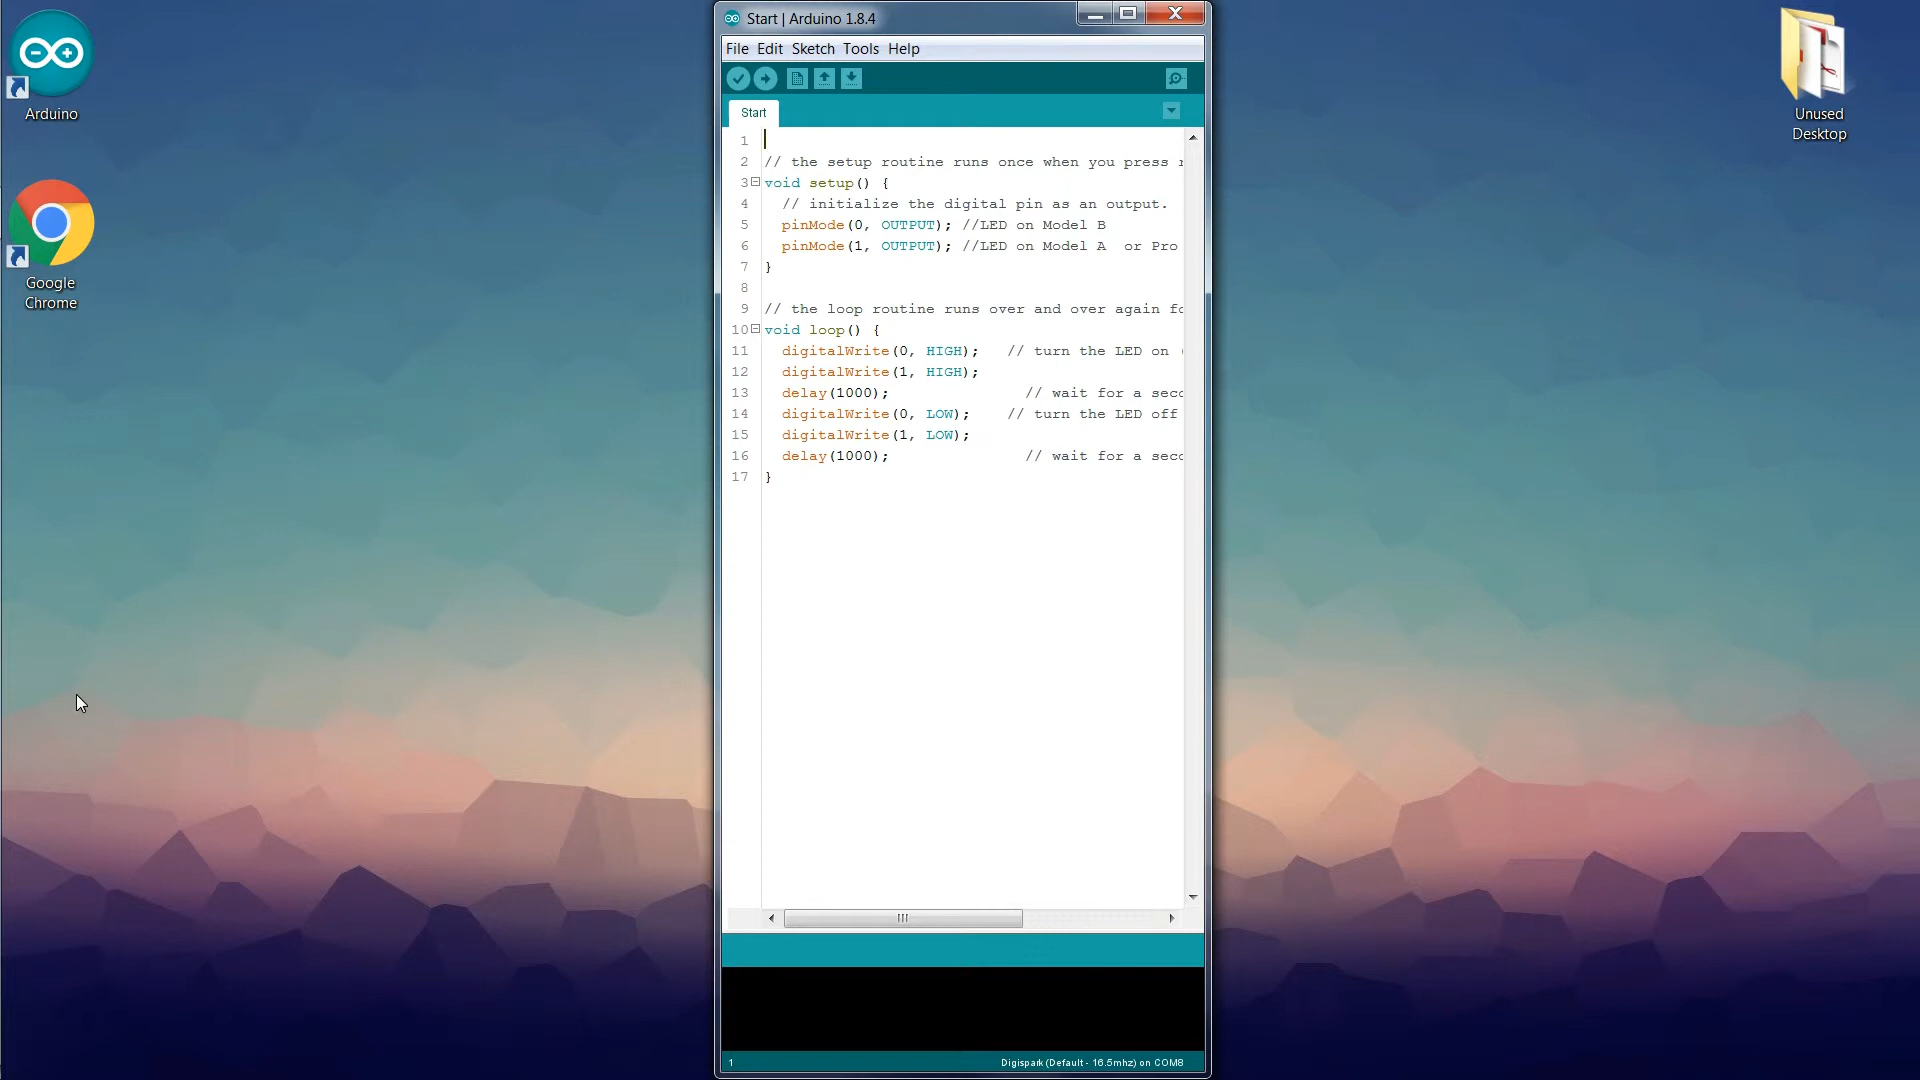 Arduino
Google
Chrome
Unused
Desktop
Start | Arduino 1.8.4
File Edit Sketch Tools Help
Start
1
2 // the setup routine runs once when you press
3 void setup() {
4 // initialize the digital pin as an output.
5 pinMode(0, OUTPUT); //LED on Model B
6 pinMode(1, OUTPUT); //LED on Model A  or Pro
7 }
8
9 // the loop routine runs over and over again
10 void loop() {
11 digitalWrite(0, HIGH);   // turn the LED on
12 digitalWrite(1, HIGH);
13 delay(1000);               // wait for a
14 digitalWrite(0, LOW);    // turn the LED off
15 digitalWrite(1, LOW);
16 delay(1000);               // wait for a
17 }
1
Digispark (Default - 16.5mhz) on COM8